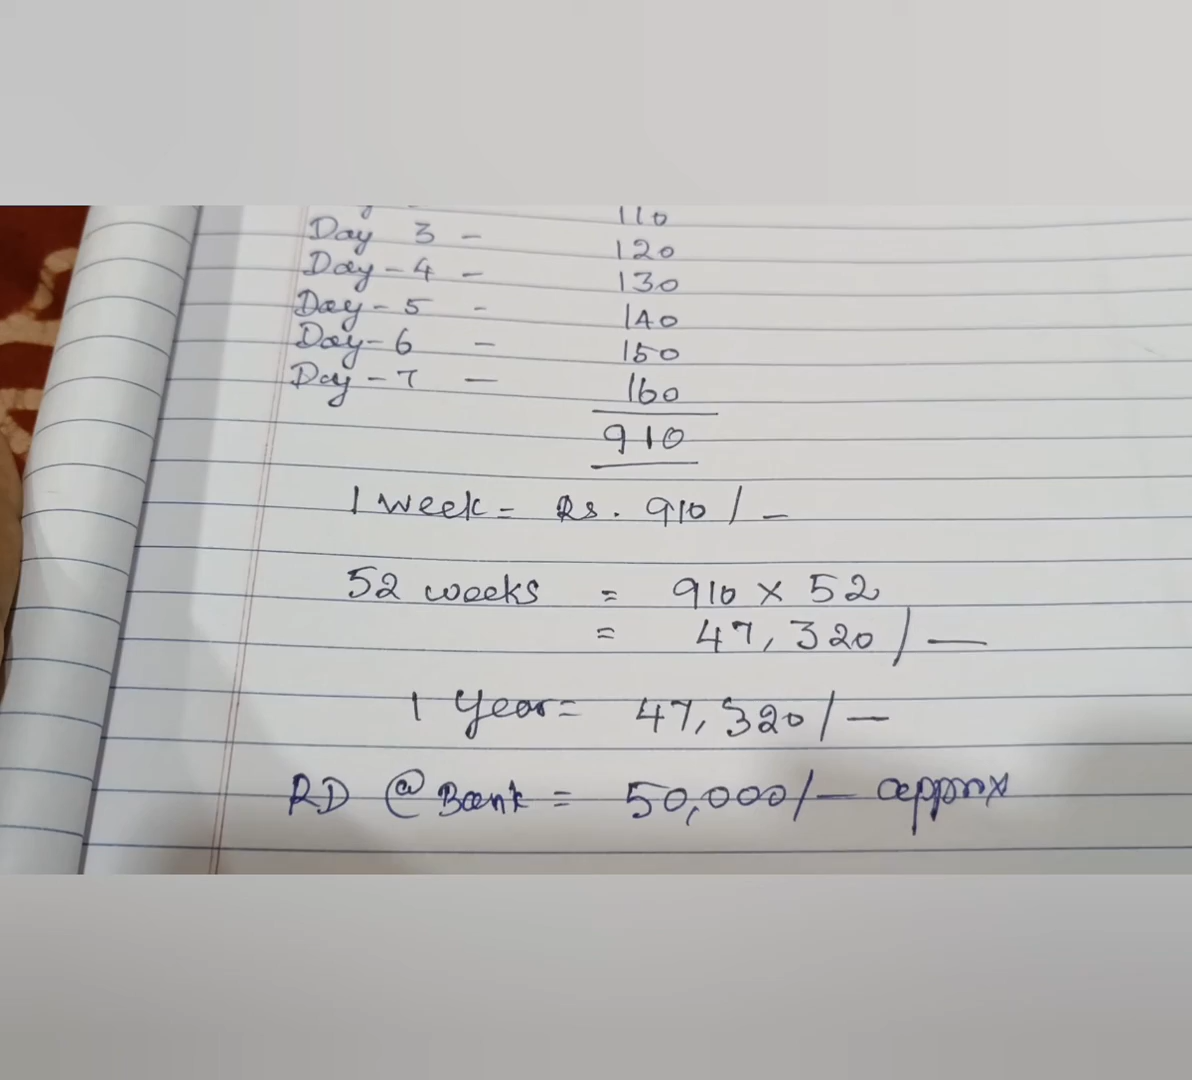 110
Day 3 - 120
Day - 4 - 130
Day - 5 - 140
Day - 6 - 150
Day - 7 - 160
910
1 week = Rs. 910/-
52 weeks = 910 x 52
= 47,320/-
1 Year = 47,320/-
RD @ Bank = 50,000/- approx